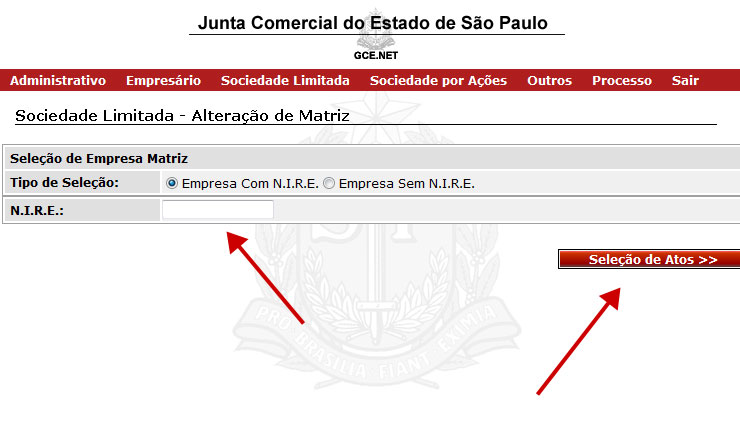 Junta Comercial do Estado de São Paulo
GCE.NET
Administrativo Empresário Sociedade Limitada Sociedade por Ações Outros Processo Sair
Sociedade Limitada - Alteração de Matriz
Seleção de Empresa Matriz
Tipo de Seleção: Empresa Com N.I.R.E. Empresa Sem N.I.R.E.
N.I.R.E.:
Seleção de Atos >>
PRO BRASILIA FIANT EXIMIA